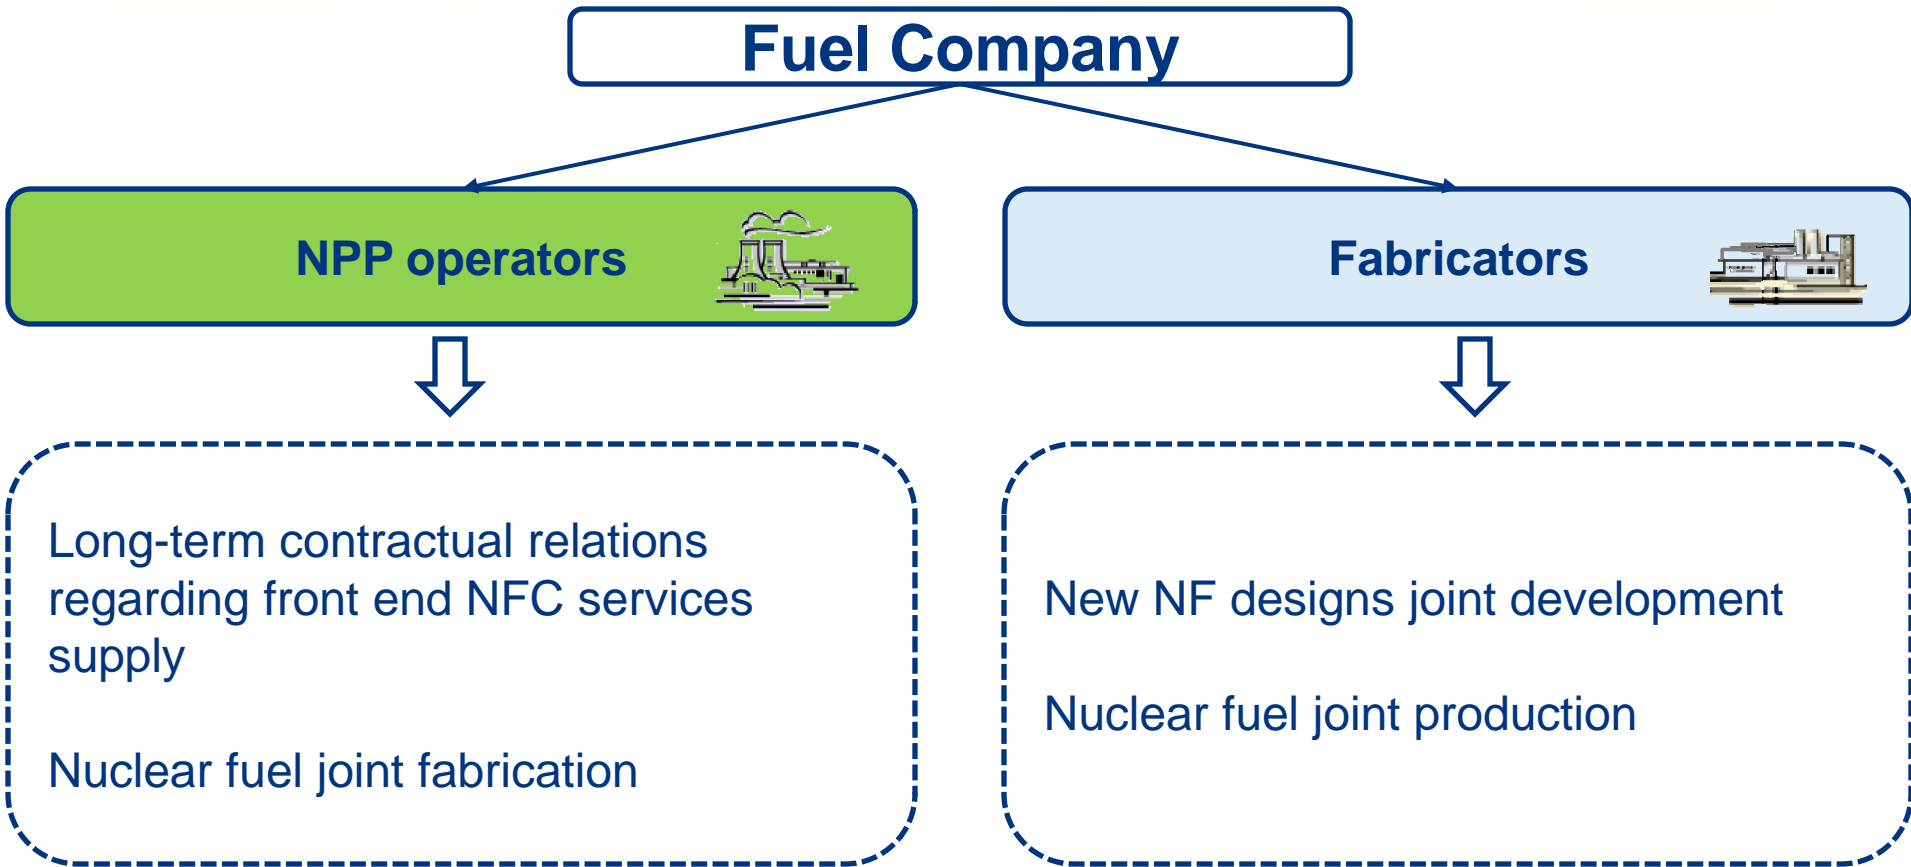 Fuel Company
NPP operators
Fabricators
Long-term contractual relations
regarding front end NFC services
supply
Nuclear fuel joint fabrication
New NF designs joint development
Nuclear fuel joint production